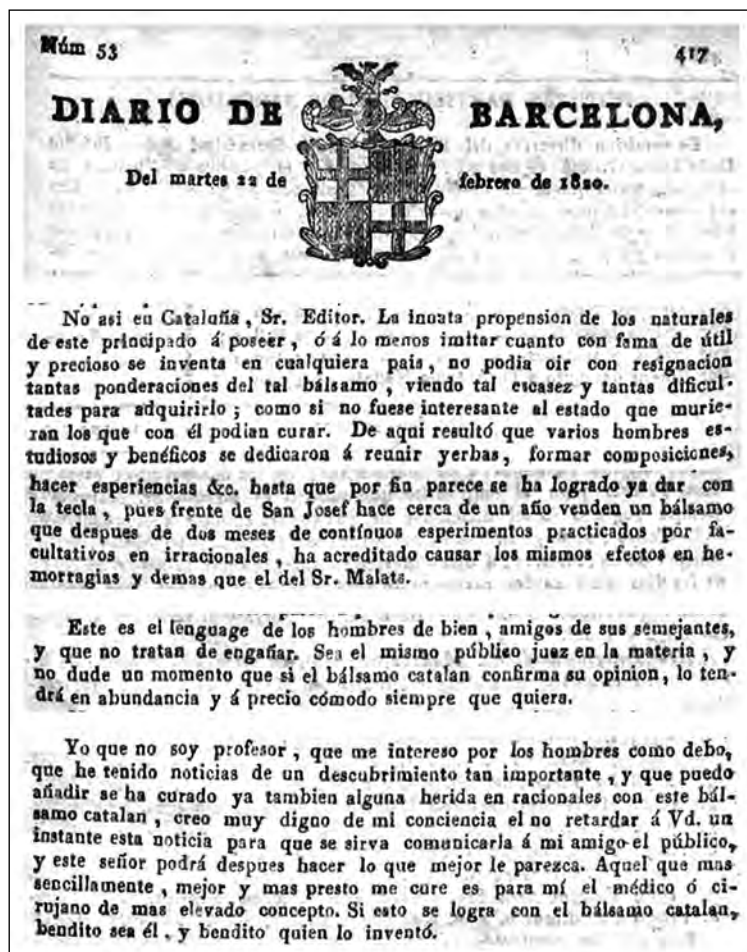 Núm 53 417
DIARIO DE BARCELONA,
Del martes 22 de febrero de 1820.
No asi en Cataluña, Sr. Editor. La innata propension de los naturales
de este principado á poseer, ó á lo menos imitar cuanto con fama de útil
y precioso se inventa en cualquiera pais, no podia oir con resignacion
tantas ponderaciones del tal bálsamo, viendo tal escasez y tantas dificul-
tades para adquirirlo; como si no fuese interesante al estado que murie-
ran los que con él podian curar. De aqui resultó que varios hombres es-
tudiosos y benéficos se dedicaron á reunir yerbas, formar composiciones,
hacer esperiencias &c. hasta que por fin parece se ha logrado ya dar con
la tecla, pues frente de San Josef hace cerca de un año venden un bálsamo
que despues de dos meses de contínuos esperimentos practicados por fa-
cultativos en irracionales, ha acreditado causar los mismos efectos en he-
morragias y demas que el del Sr. Malats.
Este es el lenguage de los hombres de bien, amigos de sus semejantes,
y que no tratan de engañar. Sea el mismo público juez en la materia, y
no dude un momento que si el bálsamo catalan confirma su opinion, lo ten-
drá en abundancia y á precio cómodo siempre que quiera.
Yo que no soy profesor, que me intereso por los hombres como debo,
que he tenido noticias de un descubrimiento tan importante, y que puedo
añadir se ha curado ya tambien alguna herida en racionales con este bál-
samo catalan, creo muy digno de mi conciencia el no retardar á Vd. un
instante esta noticia para que se sirva comunicarla á mi amigo el público,
y este señor podrá despues hacer lo que mejor le parezca. Aquel que mas
sencillamente, mejor y mas presto me cure es para mí el médico ó ci-
rujano de mas elevado concepto. Si esto se logra con el bálsamo catalan,
bendito sea él, y bendito quien lo inventó.